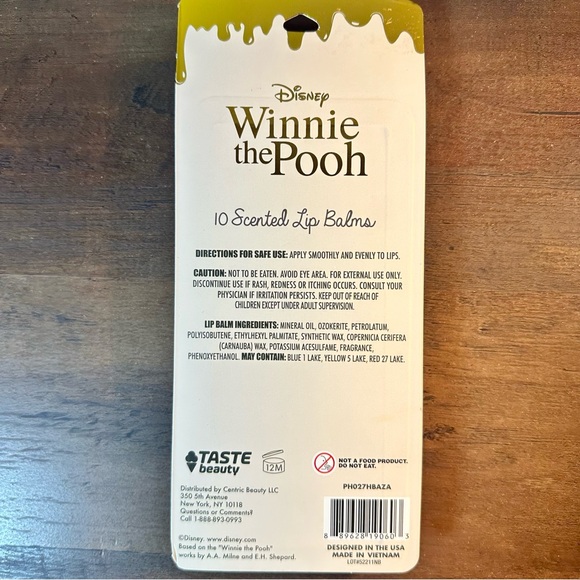 Disney
Winnie
the Pooh
10 Scented Lip Balms
DIRECTIONS FOR SAFE USE: APPLY SMOOTHLY AND EVENLY TO LIPS.
CAUTION: NOT TO BE EATEN. AVOID EYE AREA. FOR EXTERNAL USE ONLY.
DISCONTINUE USE IF RASH, REDNESS OR ITCHING OCCURS. CONSULT YOUR
PHYSICIAN IF IRRITATION PERSISTS. KEEP OUT OF REACH OF
CHILDREN EXCEPT UNDER ADULT SUPERVISION.
LIP BALM INGREDIENTS: MINERAL OIL, OZOKERITE, PETROLATUM,
POLYISOBUTENE, ETHYLHEXYL PALMITATE, SYNTHETIC WAX, COPERNICIA CERIFERA
(CARNAUBA) WAX, POTASSIUM ACESULFAME, FRAGRANCE,
PHENOXYETHANOL. MAY CONTAIN: BLUE 1 LAKE, YELLOW 5 LAKE, RED 27 LAKE.
TASTE
beauty
12M
NOT A FOOD PRODUCT.
DO NOT EAT.
Distributed by Centric Beauty LLC
350 5th Avenue
New York, NY 10118
Questions or Comments?
Call 1-888-893-0993
PH027HBAZA
8 89628 19060 5
©Disney. www.disney.com
Based on the "Winnie the Pooh"
works by A.A. Milne and E.H. Shepard.
DESIGNED IN THE USA
MADE IN VIETNAM
LOT#52211NB